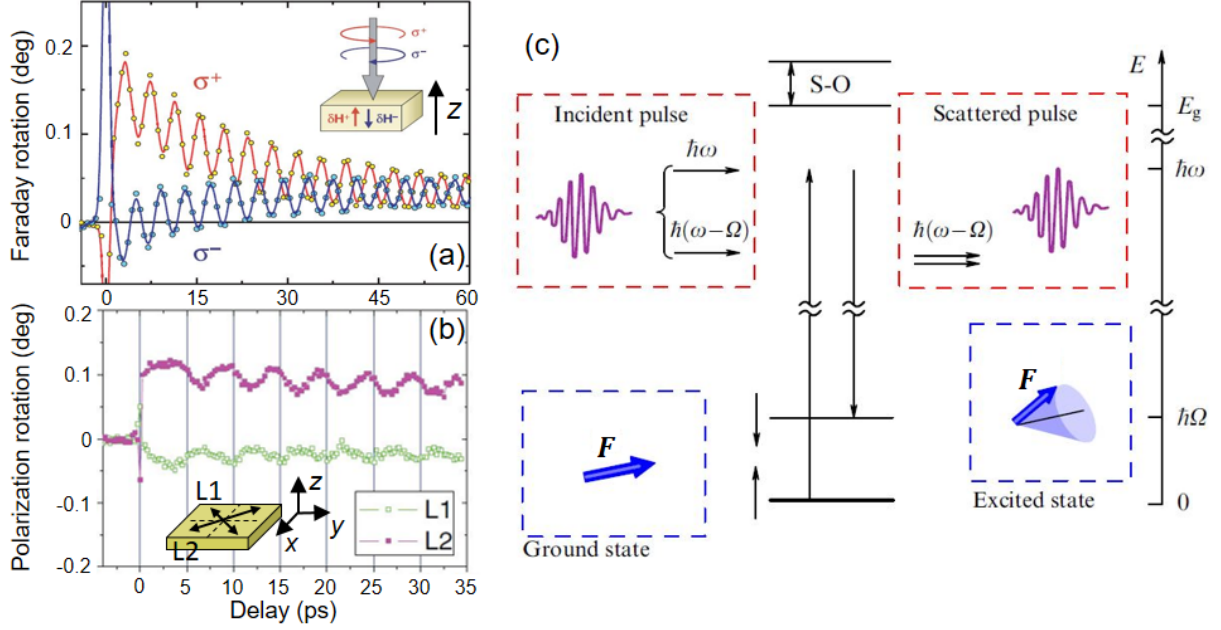 (a)
Faraday rotation (deg)
0.2
0.1
0
σ⁺
σ⁻
σ⁺
σ⁻
δH⁺
δH⁻
z
0 15 15 30 45 60
(b)
Polarization rotation (deg)
0.2
0.1
0
-0.1
-0.2
L1
L2
z
y
x
L1
L2
0 5 10 15 20 25 30 35
Delay (ps)
(c)
S-O
E
E_g
ħω
ħΩ
0
Incident pulse
ħω
ħ(ω−Ω)
Scattered pulse
ħ(ω−Ω)
F
Ground state
F
Excited state